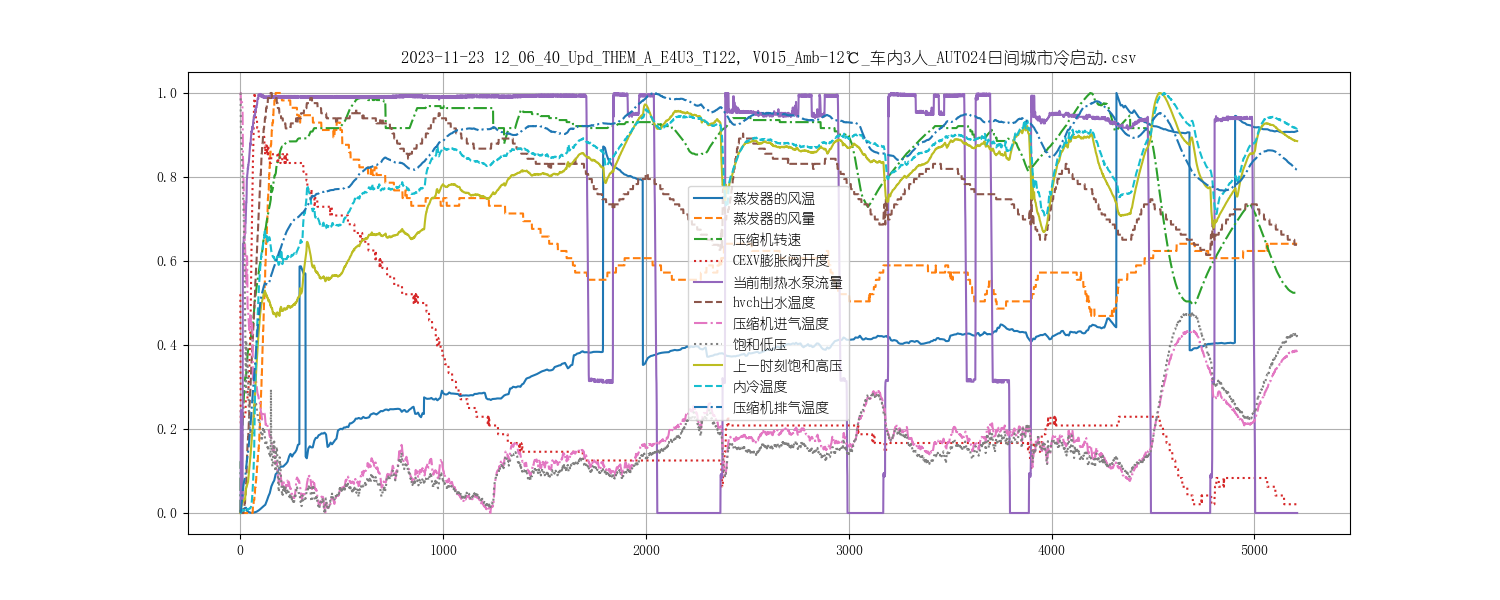 2023-11-23 12_06_40_Upd_THEM_A_E4U3_T122, V015_Amb-12℃_车内3人_AUTO24日间城市冷启动.csv
1.0
0.8
0.6
0.4
0.2
0.0
蒸发器的风温
蒸发器的风量
压缩机转速
CEXV膨胀阀开度
当前制热水泵流量
hvch出水温度
压缩机进气温度
饱和低压
上一时刻饱和高压
内冷温度
压缩机排气温度
0 1000 2000 3000 4000 5000